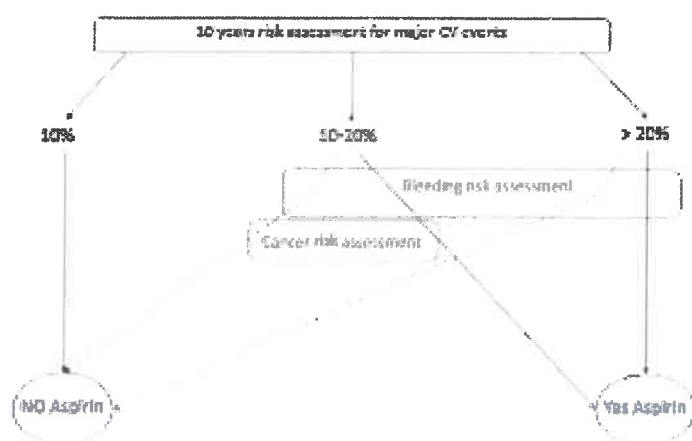 10 years risk assessment for major CV events
10%
10-20%
> 20%
Bleeding risk assessment
Cancer risk assessment
NO Aspirin
Yes Aspirin